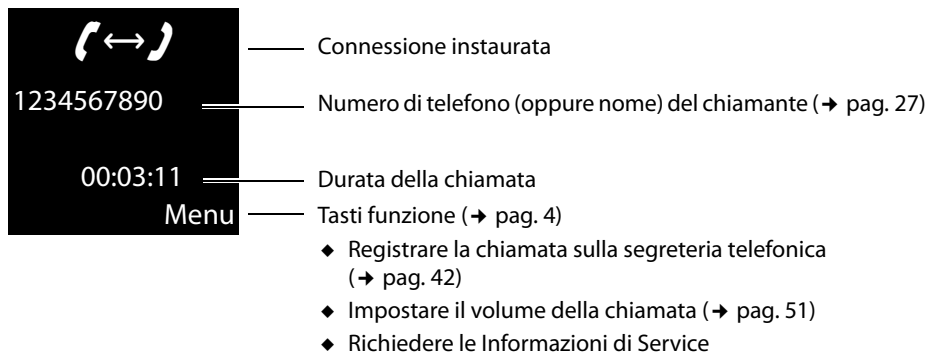 Connessione instaurata
1234567890
Numero di telefono (oppure nome) del chiamante (➔ pag. 27)
00:03:11
Durata della chiamata
Menu
Tasti funzione (➔ pag. 4)
◆ Registrare la chiamata sulla segreteria telefonica
(➔ pag. 42)
◆ Impostare il volume della chiamata (➔ pag. 51)
◆ Richiedere le Informazioni di Service